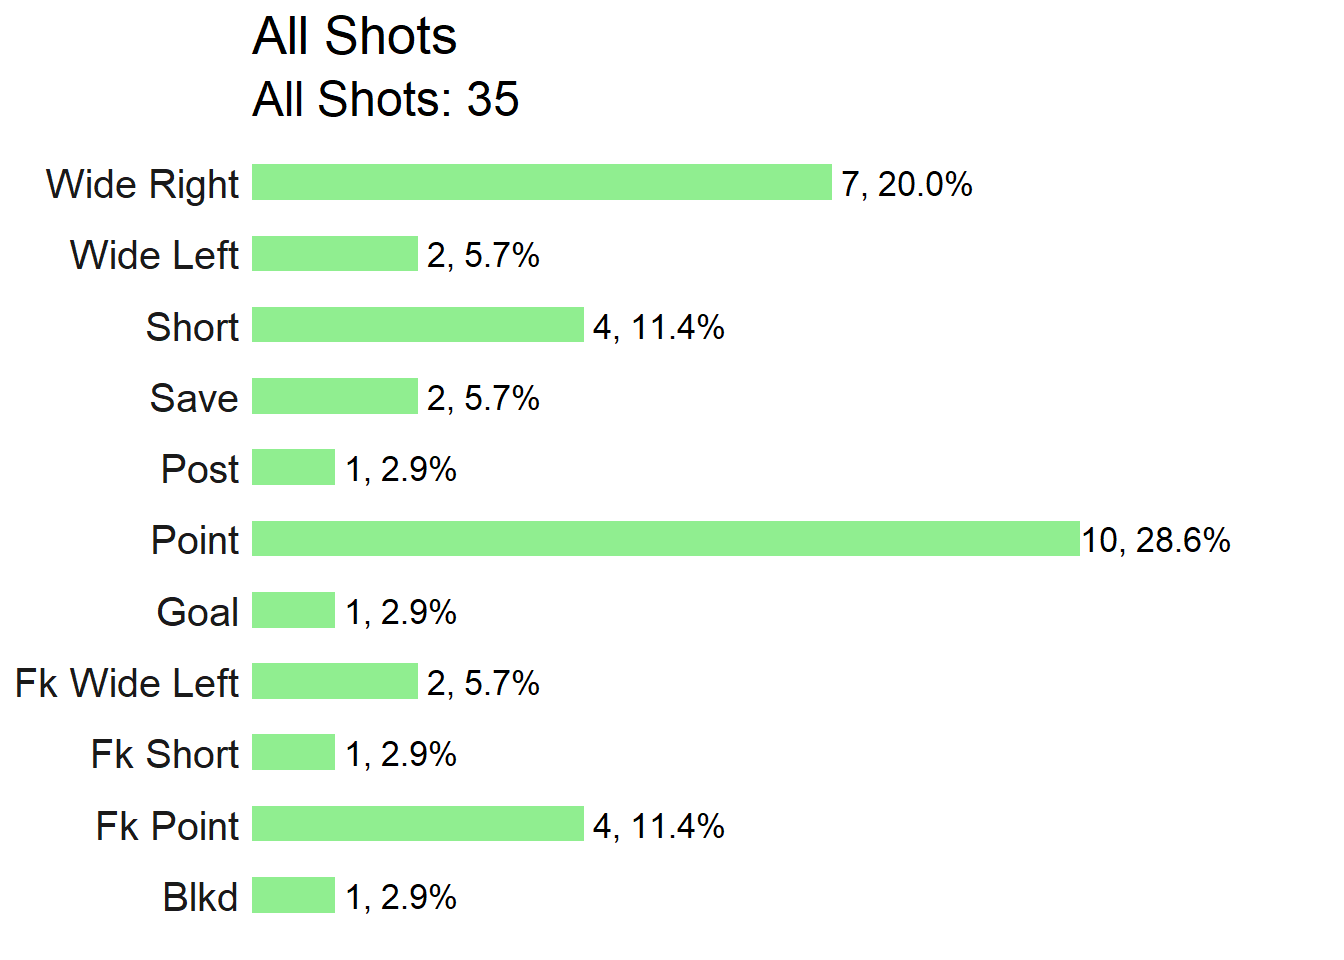 All Shots
All Shots: 35
Wide Right 7, 20.0%
Wide Left 2, 5.7%
Short 4, 11.4%
Save 2, 5.7%
Post 1, 2.9%
Point 10, 28.6%
Goal 1, 2.9%
Fk Wide Left 2, 5.7%
Fk Short 1, 2.9%
Fk Point 4, 11.4%
Blkd 1, 2.9%